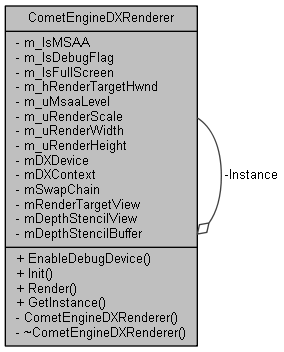 CometEngineDXRenderer
- m_IsMSAA
- m_IsDebugFlag
- m_IsFullScreen
- m_hRenderTargetHwnd
- m_uMsaaLevel
- m_uRenderScale
- m_uRenderWidth
- m_uRenderHeight
- mDXDevice
- mDXContext
- mSwapChain
- mRenderTargetView
- mDepthStencilView
- mDepthStencilBuffer
+ EnableDebugDevice()
+ Init()
+ Render()
+ GetInstance()
- CometEngineDXRenderer()
- ~CometEngineDXRenderer()
-Instance